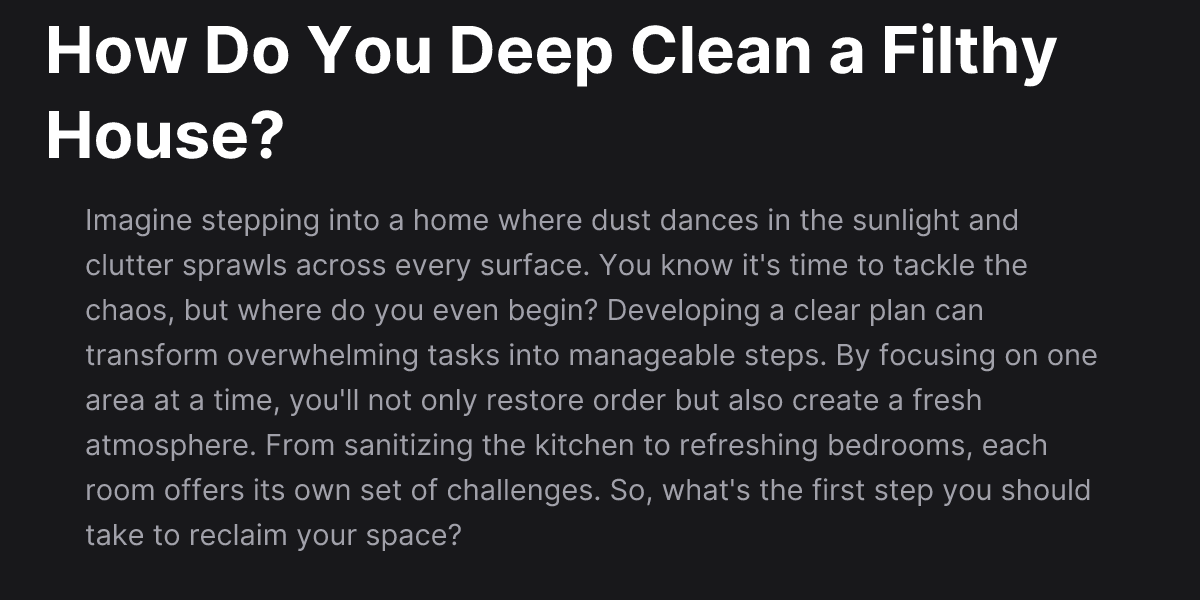 How Do You Deep Clean a Filthy
House?
Imagine stepping into a home where dust dances in the sunlight and
clutter sprawls across every surface. You know it's time to tackle the
chaos, but where do you even begin? Developing a clear plan can
transform overwhelming tasks into manageable steps. By focusing on one
area at a time, you'll not only restore order but also create a fresh
atmosphere. From sanitizing the kitchen to refreshing bedrooms, each
room offers its own set of challenges. So, what's the first step you should
take to reclaim your space?